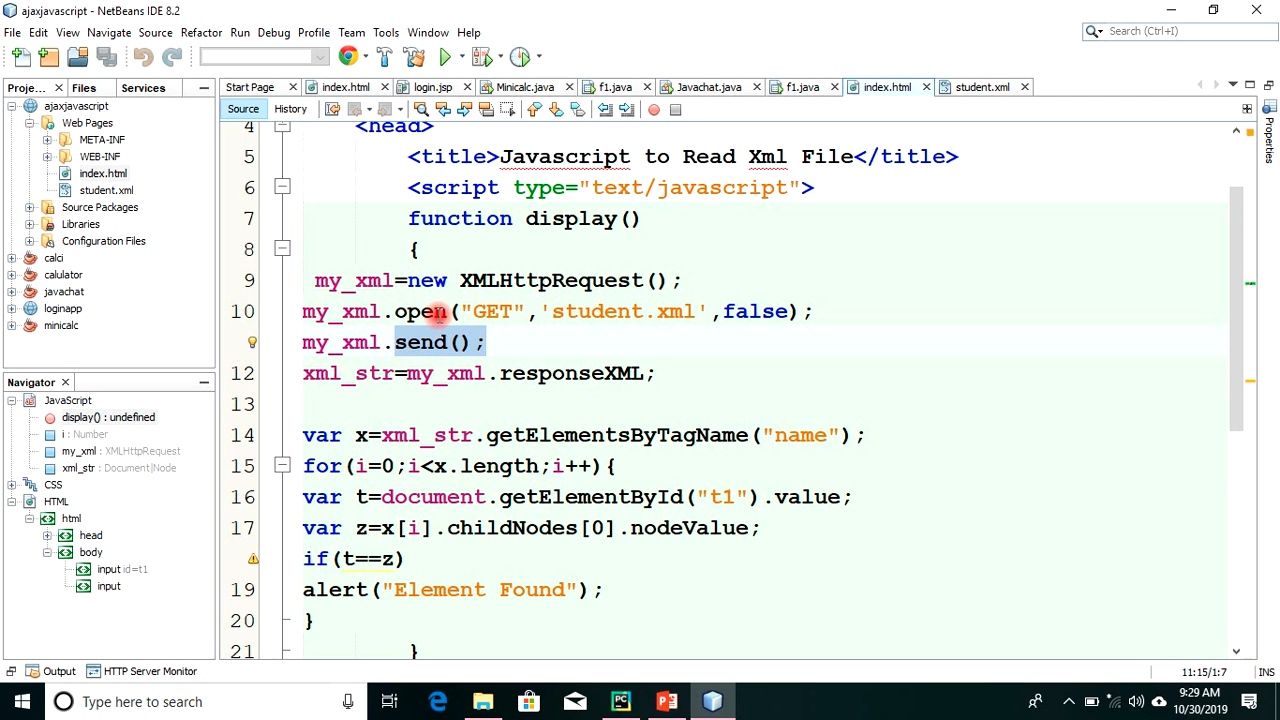 ajaxjavascript - NetBeans IDE 8.2
File Edit View Navigate Source Refactor Run Debug Profile Team Tools Window Help
Search (Ctrl+I)
Proje... Files Services
Start Page index.html login.jsp Minicalc.java f1.java Javachat.java f1.java index.html student.xml
Source History
ajaxjavascript
Web Pages
META-INF
WEB-INF
index.html
student.xml
Source Packages
Libraries
Configuration Files
calci
calulator
javachat
loginapp
minicalc
Navigator
JavaScript
display() : undefined
i : Number
my_xml : XMLHttpRequest
xml_str : Document|Node
CSS
HTML
html
head
body
input id=t1
input
4 <head>
5 <title>Javascript to Read Xml File</title>
6 <script type="text/javascript">
7 function display()
8 {
9 my_xml=new XMLHttpRequest();
10 my_xml.open("GET",'student.xml',false);
my_xml.send();
12 xml_str=my_xml.responseXML;
13
14 var x=xml_str.getElementsByTagName("name");
15 for(i=0;i<x.length;i++){
16 var t=document.getElementById("t1").value;
17 var z=x[i].childNodes[0].nodeValue;
if(t==z)
19 alert("Element Found");
20 }
21 }
Properties
Output HTTP Server Monitor
11:15/1:7 INS
Type here to search
9:29 AM
10/30/2019